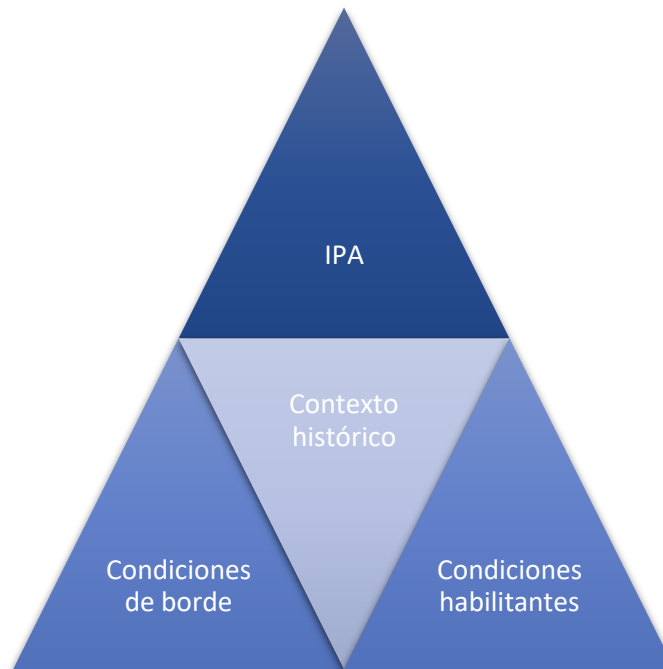 IPA
Contexto
histórico
Condiciones
de borde
Condiciones
habilitantes